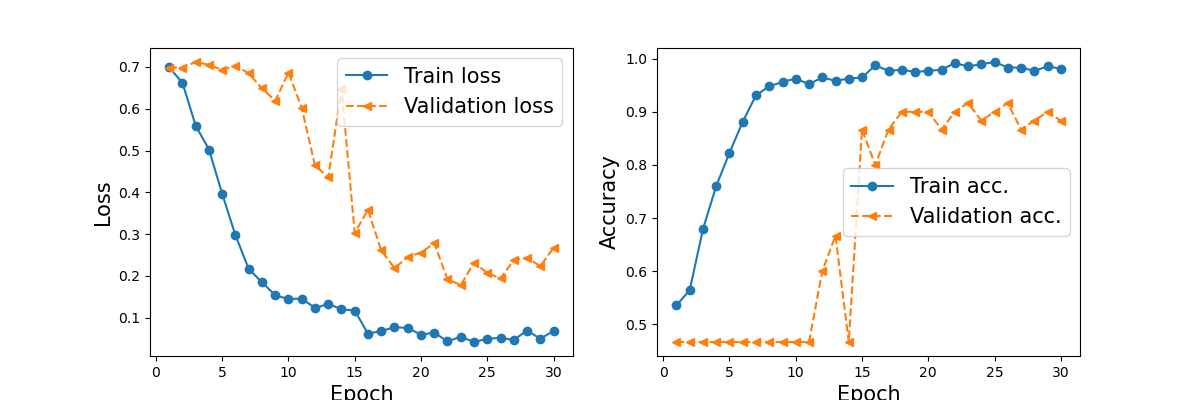 0.7
0.6
0.5
0.4
0.3
0.2
0.1
Loss
0 5 10 15 20 25 30
Epoch
Train loss
Validation loss
1.0
0.9
0.8
0.7
0.6
0.5
Accuracy
0 5 10 15 20 25 30
Epoch
Train acc.
Validation acc.